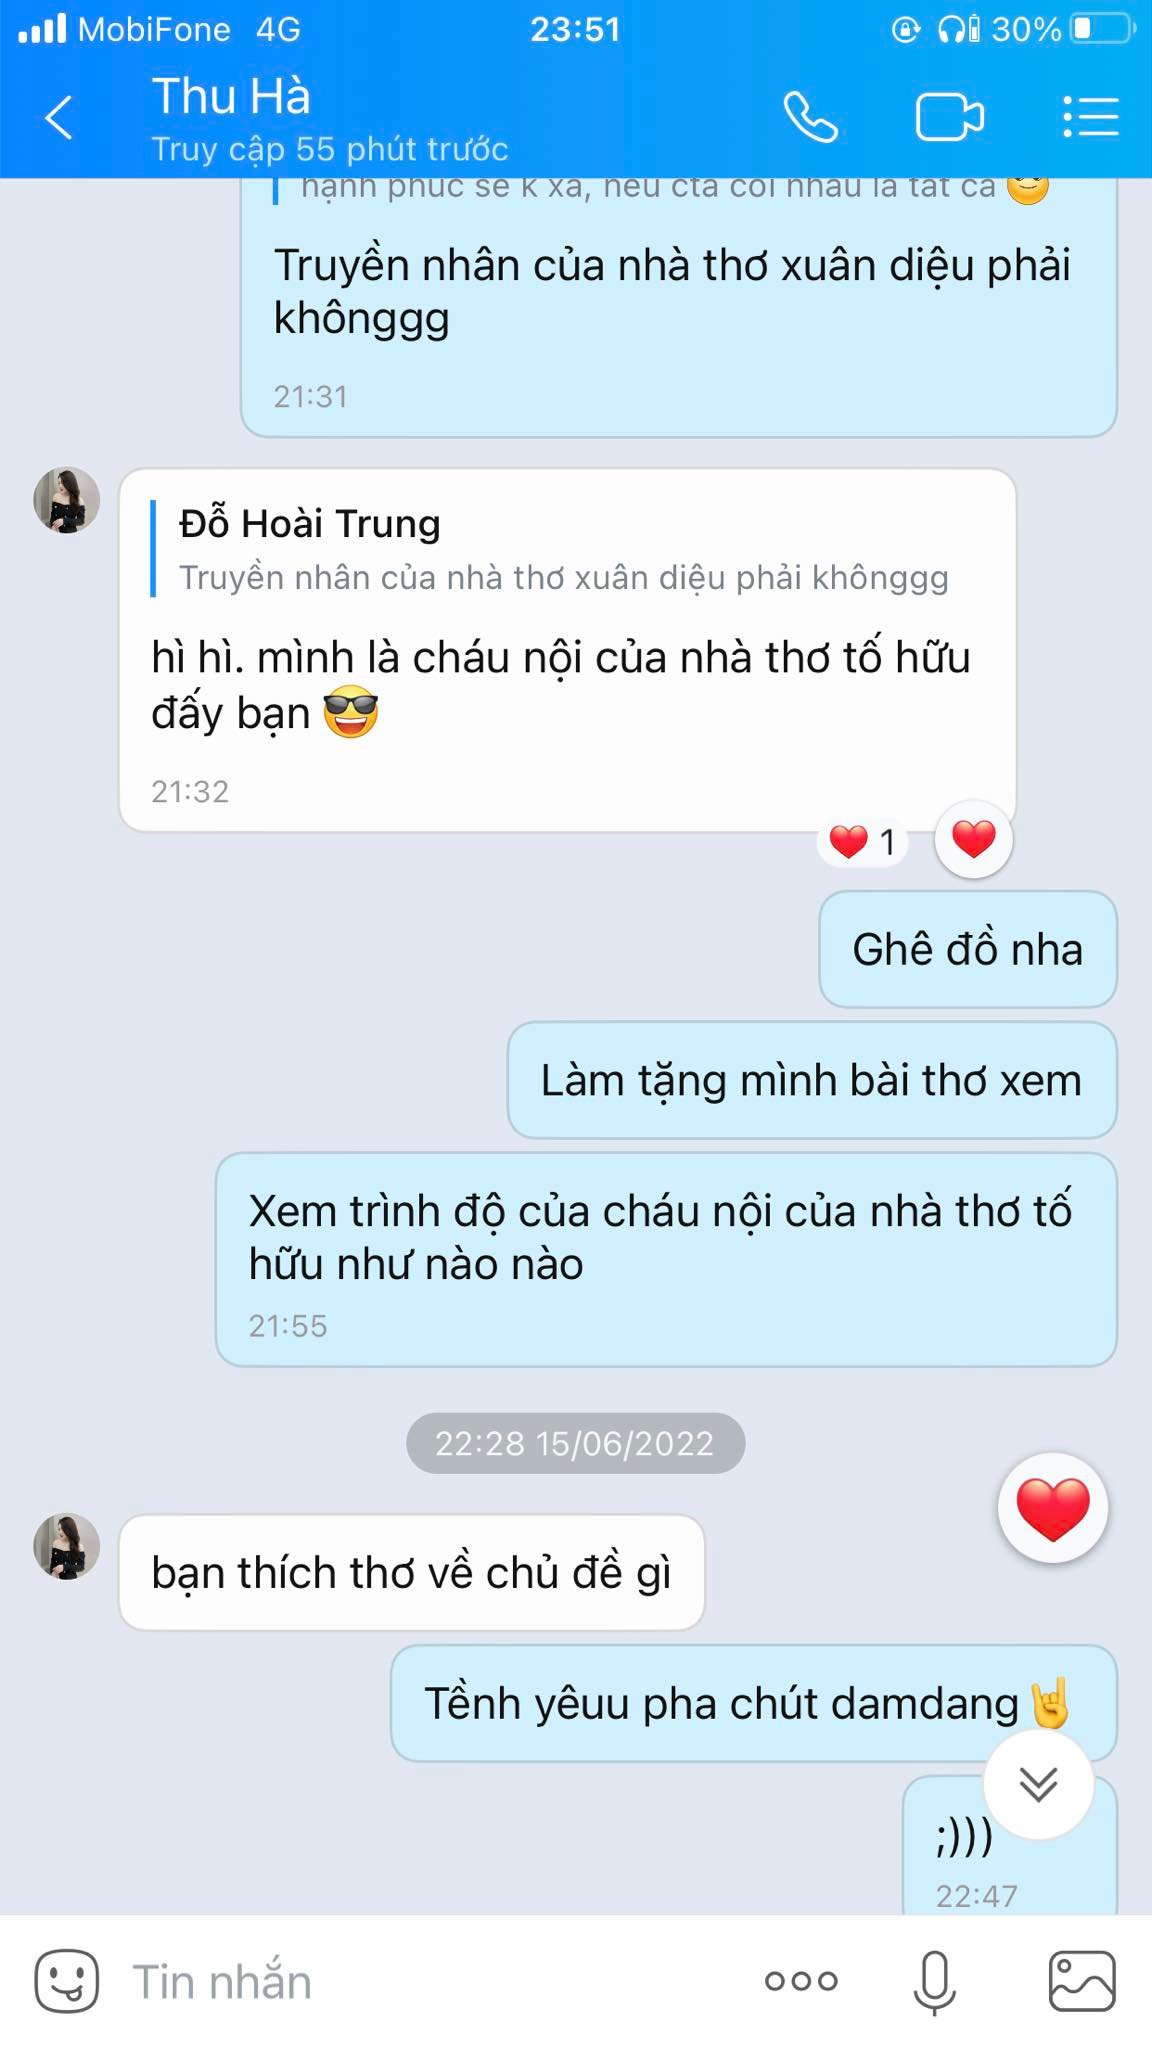 MobiFone 4G 23:51 30%
Thu Hà
Truy cập 55 phút trước
hạnh phúc sẽ k xa, nếu cta coi nhau là tất cả
Truyền nhân của nhà thơ xuân diệu phải
khônggg
21:31
Đỗ Hoài Trung
Truyền nhân của nhà thơ xuân diệu phải khônggg
hì hì. mình là cháu nội của nhà thơ tố hữu
đấy bạn 😎
21:32
❤️ 1
Ghê đồ nha
Làm tặng mình bài thơ xem
Xem trình độ của cháu nội của nhà thơ tố
hữu như nào nào
21:55
22:28 15/06/2022
bạn thích thơ về chủ đề gì
Tềnh yêuu pha chút damdang🤘
;)))
22:47
Tin nhắn